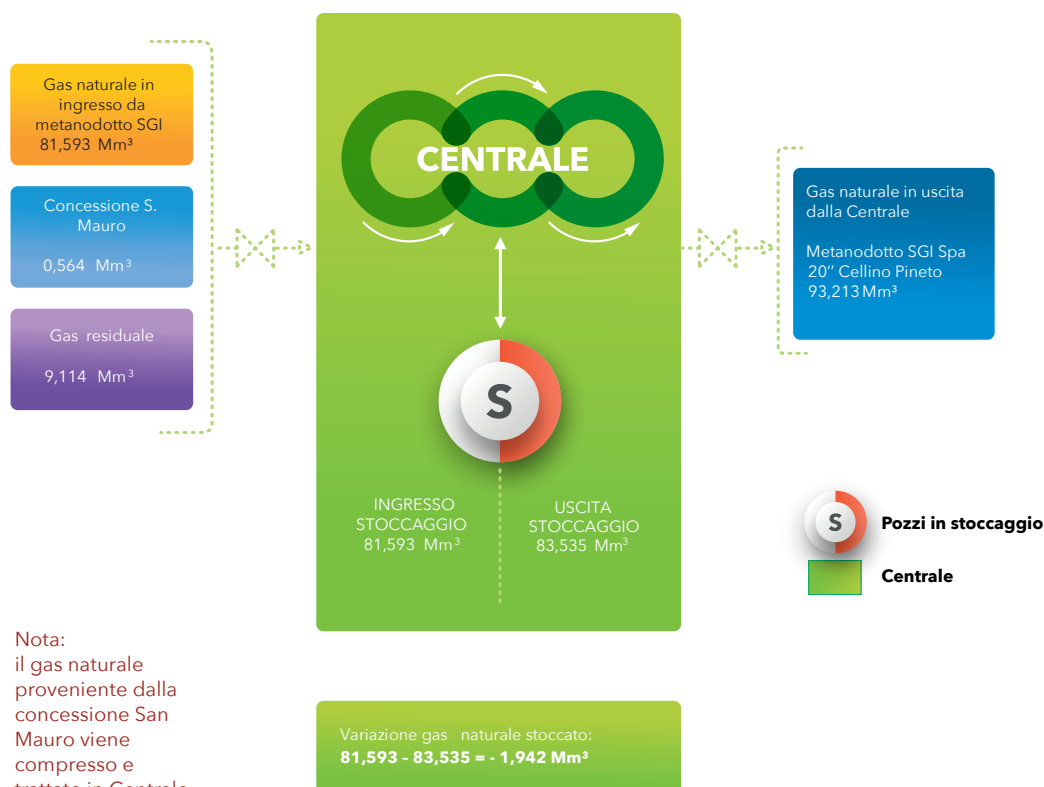 Gas naturale in
ingresso da
metanodotto SGI
81,593 Mm³
Concessione S.
Mauro
0,564 Mm³
Gas residuale
9,114 Mm³
CENTRALE
S
INGRESSO
STOCCAGGIO
81,593 Mm³
USCITA
STOCCAGGIO
83,535 Mm³
Gas naturale in uscita
dalla Centrale
Metanodotto SGI Spa
20’’ Cellino Pineto
93,213 Mm³
S
Pozzi in stoccaggio
Centrale
Nota:
il gas naturale
proveniente dalla
concessione San
Mauro viene
compresso e
trattato in Centrale
Variazione gas naturale stoccato:
81,593 – 83,535 = - 1,942 Mm³